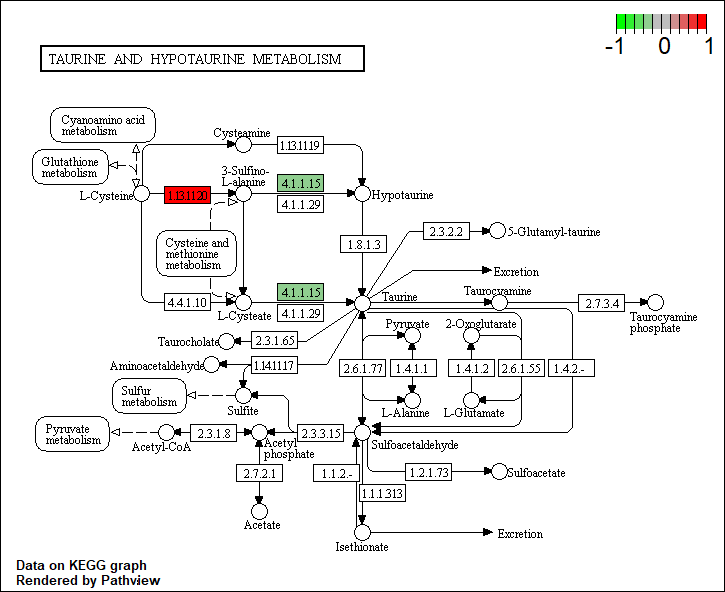 -1 0 1
TAURINE AND HYPOTAURINE METABOLISM
Cyanoamino acid
metabolism
Cysteamine
1.13.11.19
Glutathione
metabolism
3-Sulfino-
L-alanine
4.1.1.15
L-Cysteine
1.13.11.20
4.1.1.29
Hypotaurine
Cysteine and
methionine
metabolism
1.8.1.3
2.3.2.2
5-Glutamyl-taurine
Excretion
4.4.1.10
L-Cysteate
4.1.1.15
4.1.1.29
Taurine
Taurocyamine
2.7.3.4
Taurocyamine
phosphate
Taurocholate
2.3.1.65
Pyruvate
2-Oxoglutarate
Aminoacetaldehyde
1.14.11.17
2.6.1.77
1.4.1.1
1.4.1.2
2.6.1.55
1.4.2.-
Sulfur
metabolism
Sulfite
L-Alanine
L-Glutamate
Pyruvate
metabolism
Acetyl-CoA
2.3.1.8
Acetyl
phosphate
2.3.3.15
Sulfoacetaldehyde
2.7.2.1
1.1.2.-
1.2.1.73
Sulfoacetate
1.1.1.313
Acetate
Isethionate
Excretion
Data on KEGG graph
Rendered by Pathview